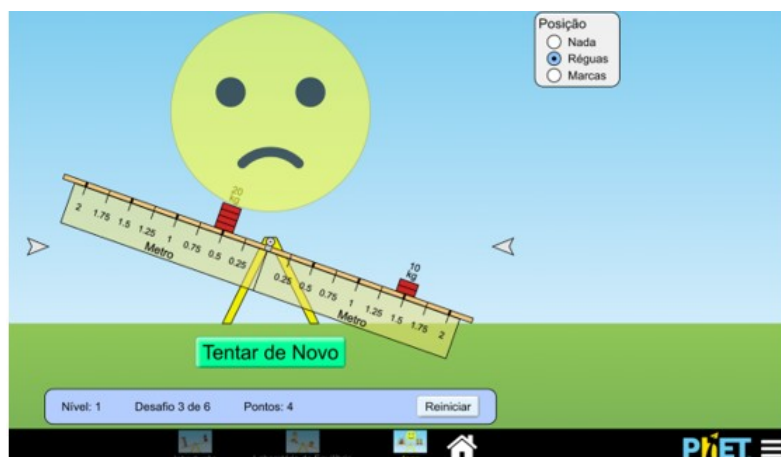 Posição
Nada
Réguas
Marcas
20
kg
10
kg
2 1.75 1.5 1.25 1 0.75 0.5 0.25
0.25 0.5 0.75 1 1.25 1.5 1.75 2
Metro
Metro
Tentar de Novo
Nível: 1 Desafio 3 de 6 Pontos: 4 Reiniciar
PhET